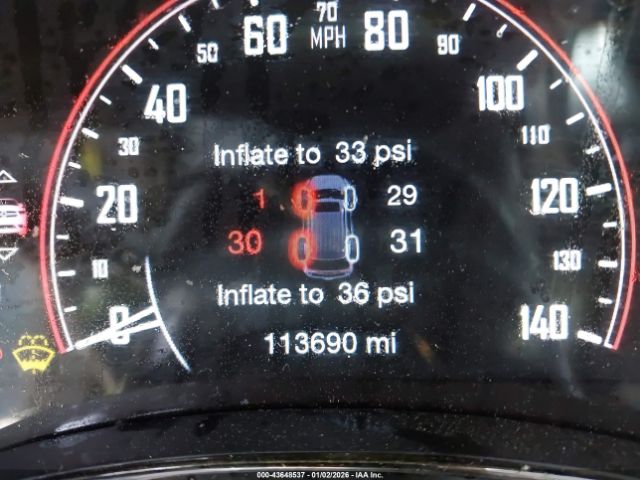 70
60 MPH 80
50 90
40 100
30 110
Inflate to 33 psi
1 29
20 120
30 31
10 130
Inflate to 36 psi
0 140
113690 mi
000-43648537 - 01/02/2026 - IAA Inc.